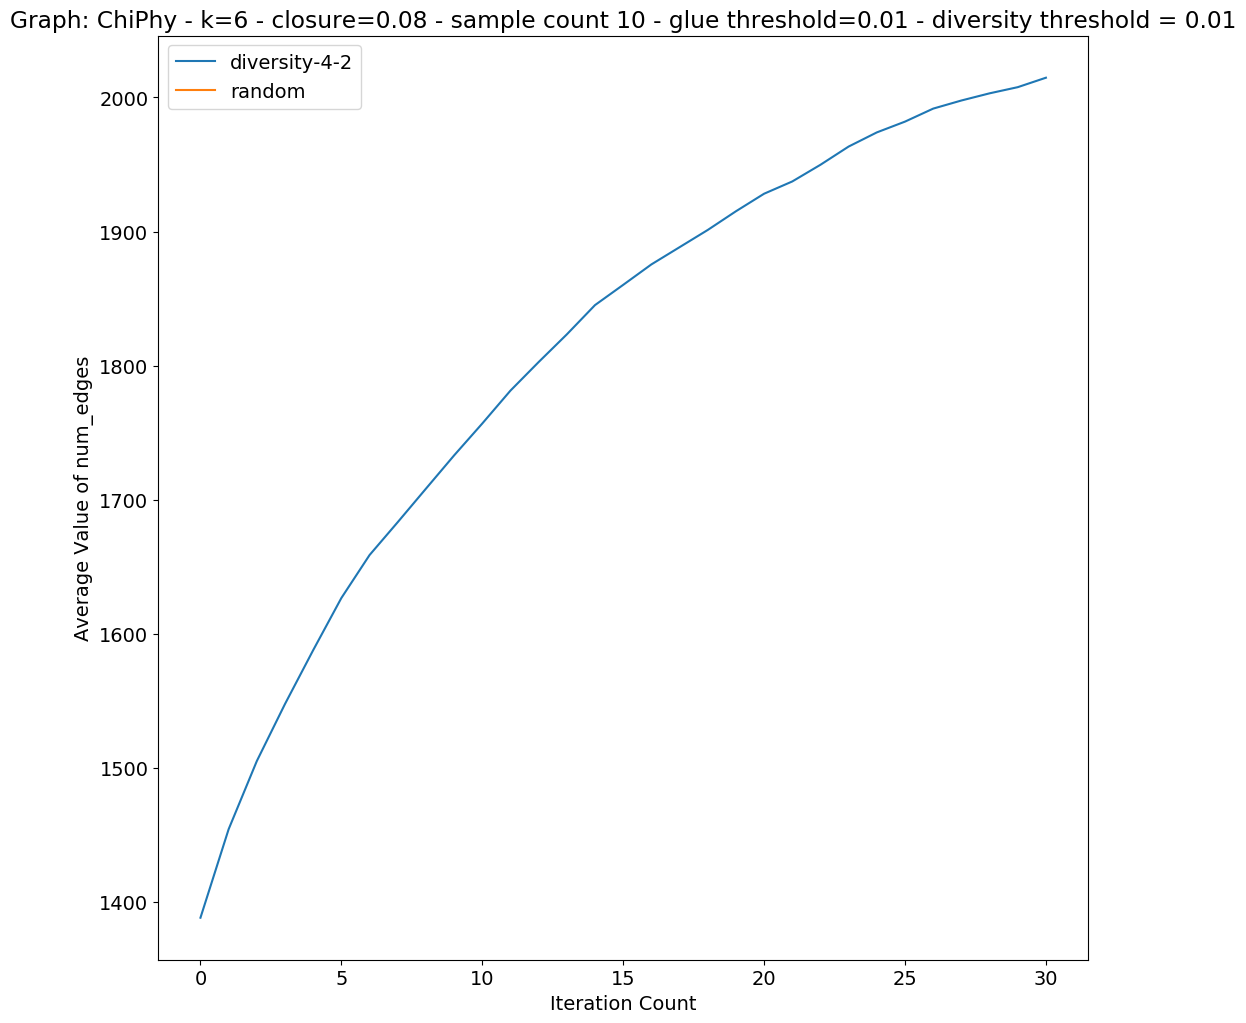 Graph: ChiPhy - k=6 - closure=0.08 - sample count 10 - glue threshold=0.01 - diversity threshold = 0.01
diversity-4-2
random
2000
1900
1800
1700
1600
1500
1400
Average Value of num_edges
0 5 10 15 20 25 30
Iteration Count